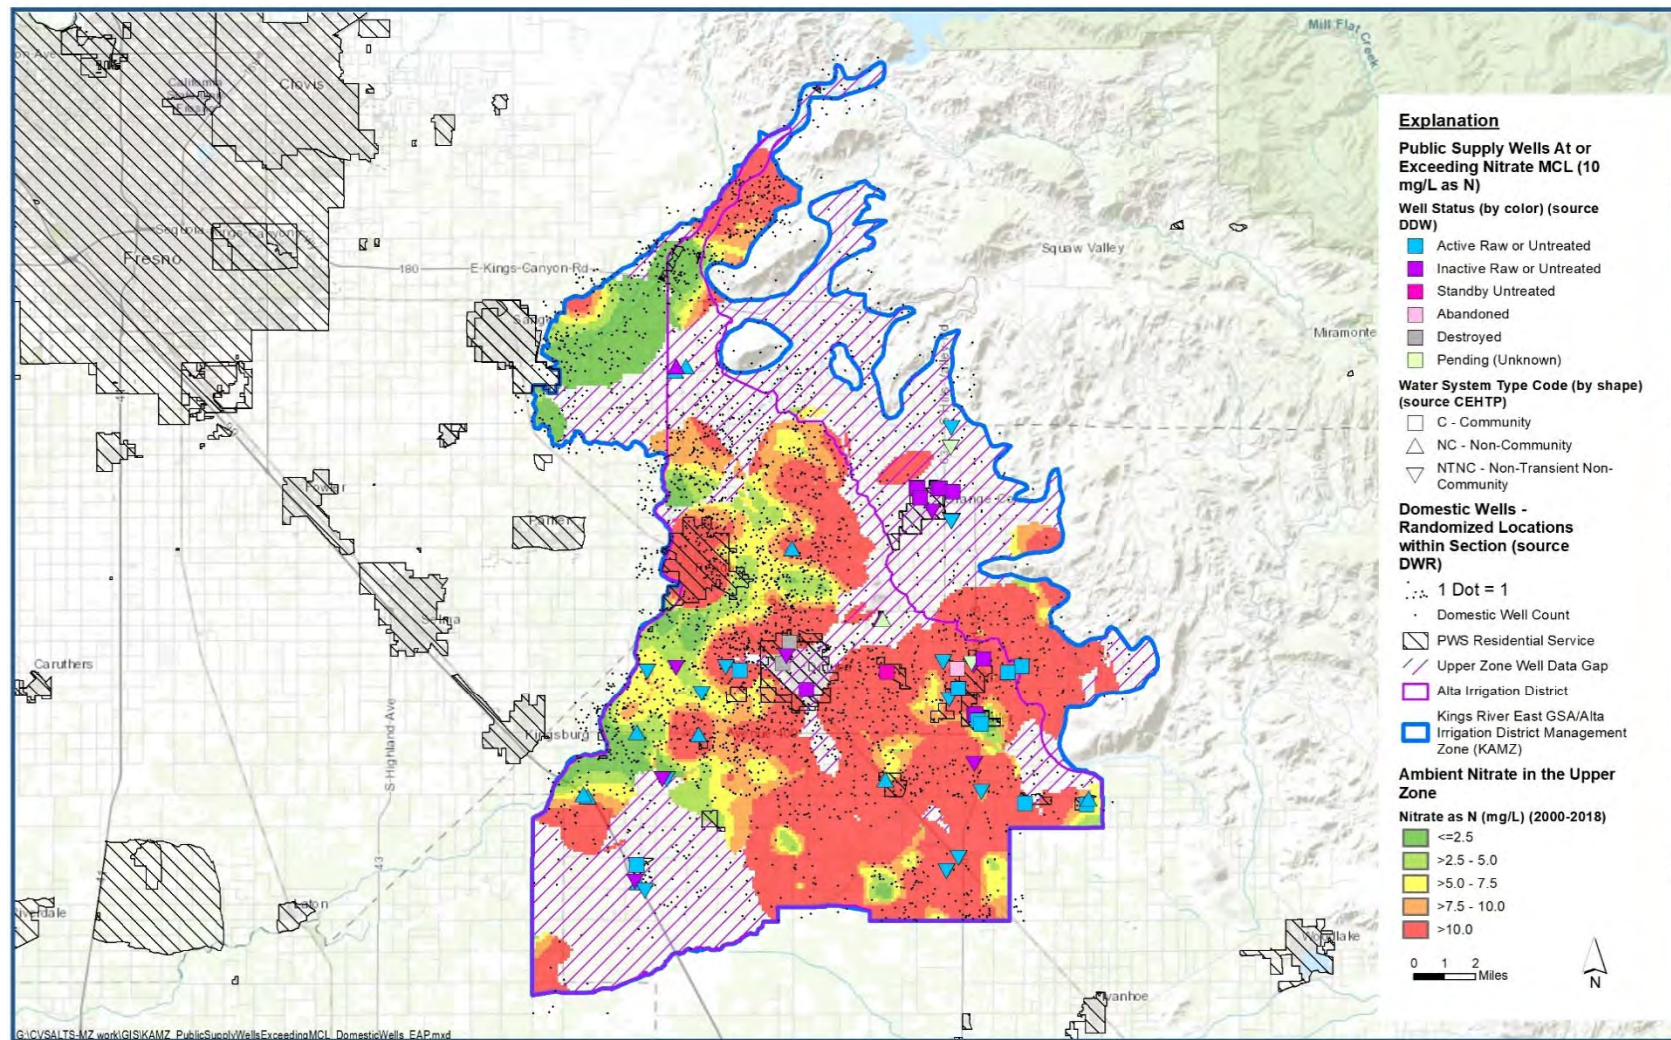 Mill Flat
Creek
Clovis
California
Sequoia
Kings-Canyon
Fresno
180
E-Kings-Canyon-Rd
Squaw Valley
Miramonte
Selma
Caruthers
Kingsburg
S-Highland-Ave
43
41
Laton
Riverdale
Woodlake
Ivanhoe
Explanation
Public Supply Wells At or
Exceeding Nitrate MCL (10
mg/L as N)
Well Status (by color) (source
DDW)
Active Raw or Untreated
Inactive Raw or Untreated
Standby Untreated
Abandoned
Destroyed
Pending (Unknown)
Water System Type Code (by shape)
(source CEHTP)
C - Community
NC - Non-Community
NTNC - Non-Transient Non-
Community
Domestic Wells -
Randomized Locations
within Section (source
DWR)
1 Dot = 1
Domestic Well Count
PWS Residential Service
Upper Zone Well Data Gap
Alta Irrigation District
Kings River East GSA/Alta
Irrigation District Management
Zone (KAMZ)
Ambient Nitrate in the Upper
Zone
Nitrate as N (mg/L) (2000-2018)
<=2.5
>2.5 - 5.0
>5.0 - 7.5
>7.5 - 10.0
>10.0
0 1 2
Miles
N
G:\CVSALTS-MZ work\GIS\KAMZ_PublicSupplyWellsExceedingMCL_DomesticWells_EAP.mxd